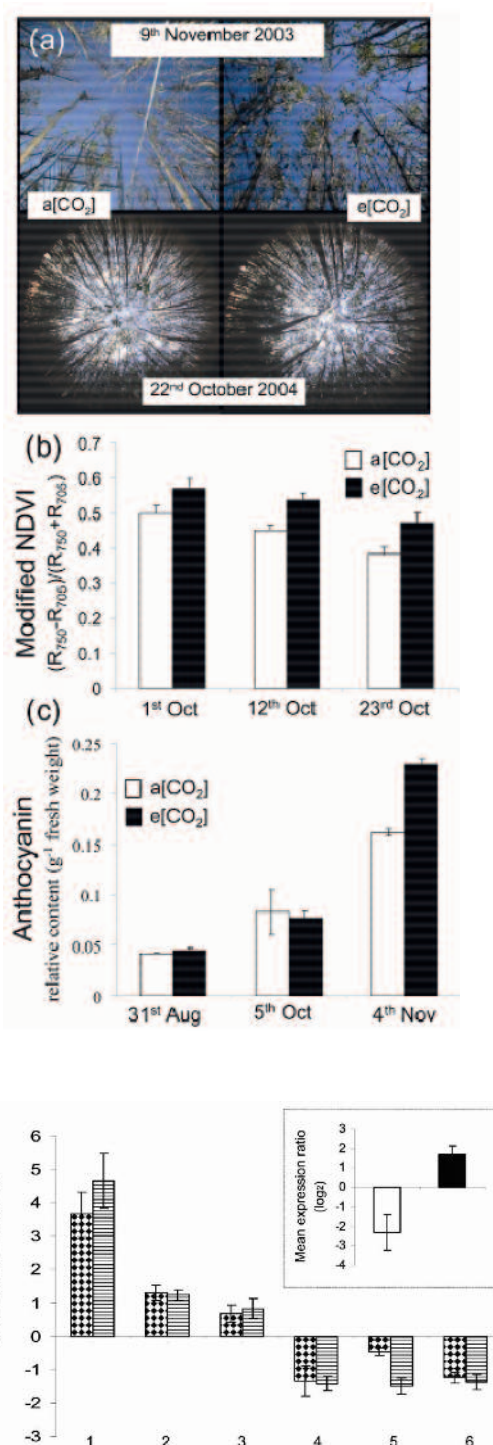 (a)
9th November 2003
a[CO2]
e[CO2]
22nd October 2004
(b)
Modified NDVI
(R750-R705)/(R750+R705)
0.7
0.6
0.5
0.4
0.3
0.2
0.1
0
a[CO2]
e[CO2]
1st Oct
12th Oct
23rd Oct
(c)
Anthocyanin
relative content (g-1 fresh weight)
0.25
0.2
0.15
0.1
0.05
0
a[CO2]
e[CO2]
31st Aug
5th Oct
4th Nov
6
5
4
3
2
1
0
-1
-2
-3
1
2
3
4
5
6
Mean expression ratio
(log2)
3
2
1
0
-1
-2
-3
-4